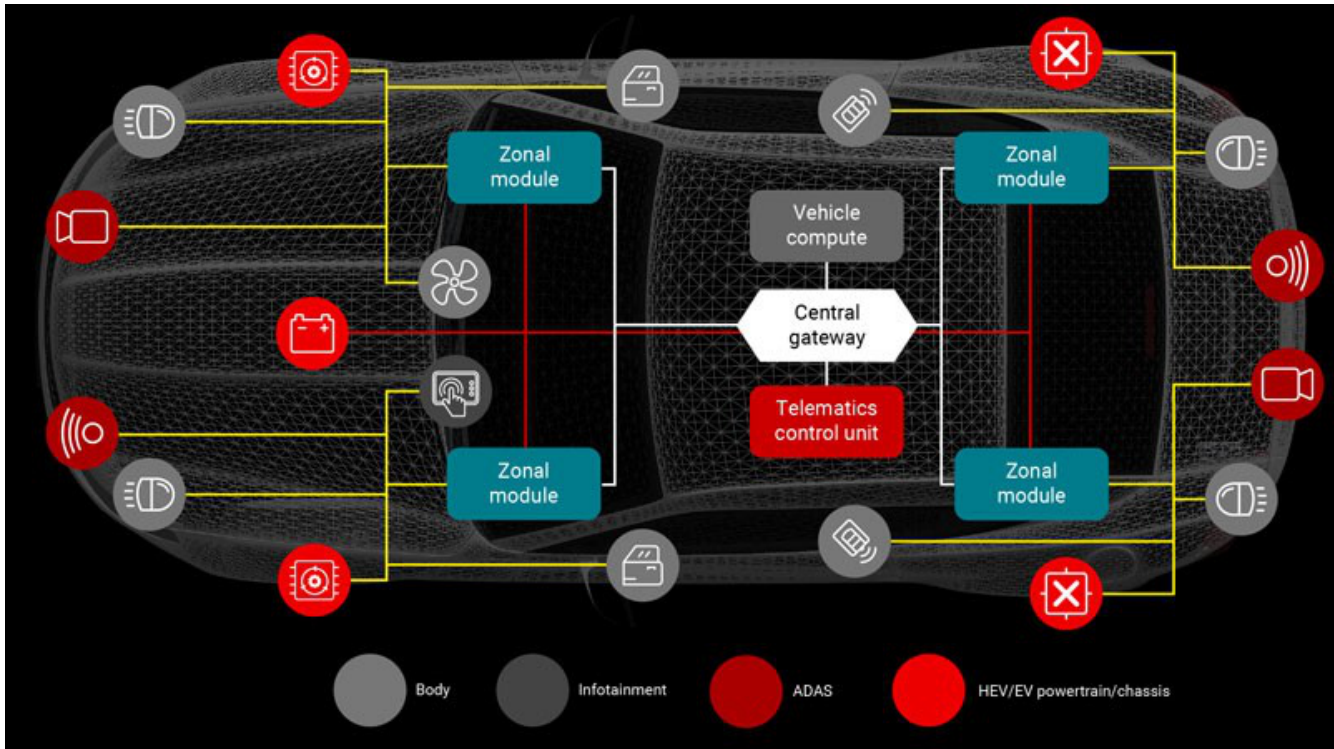 Zonal
module
Zonal
module
Vehicle
compute
Central
gateway
Telematics
control unit
Zonal
module
Zonal
module
Body
Infotainment
ADAS
HEV/EV powertrain/chassis